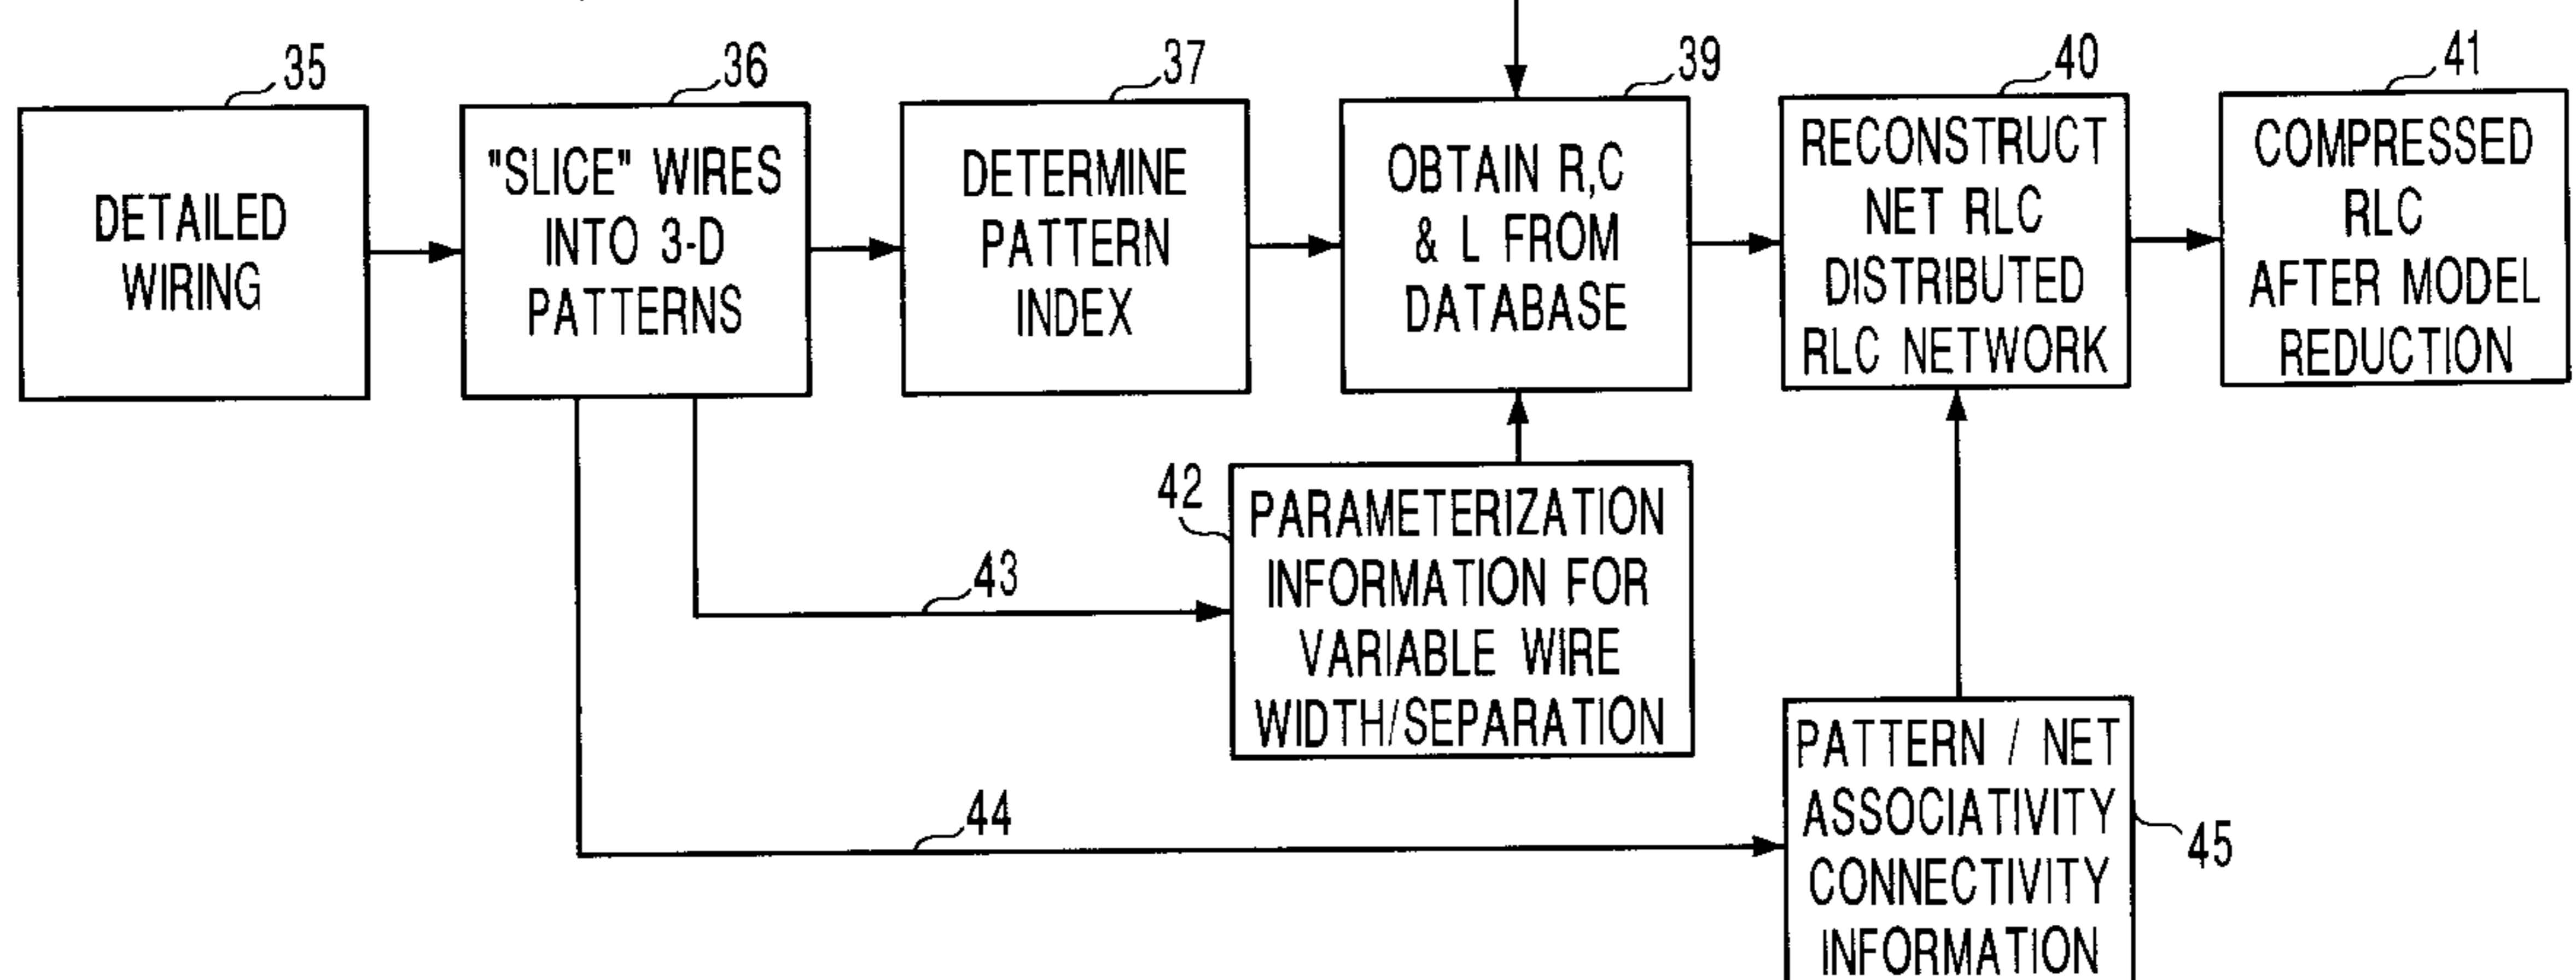 35
DETAILED
WIRING
36
"SLICE" WIRES
INTO 3-D
PATTERNS
37
DETERMINE
PATTERN
INDEX
39
OBTAIN R,C
& L FROM
DATABASE
40
RECONSTRUCT
NET RLC
DISTRIBUTED
RLC NETWORK
41
COMPRESSED
RLC
AFTER MODEL
REDUCTION
42
PARAMETERIZATION
INFORMATION FOR
VARIABLE WIRE
WIDTH/SEPARATION
43
44
PATTERN / NET
ASSOCIATIVITY
CONNECTIVITY
INFORMATION
45